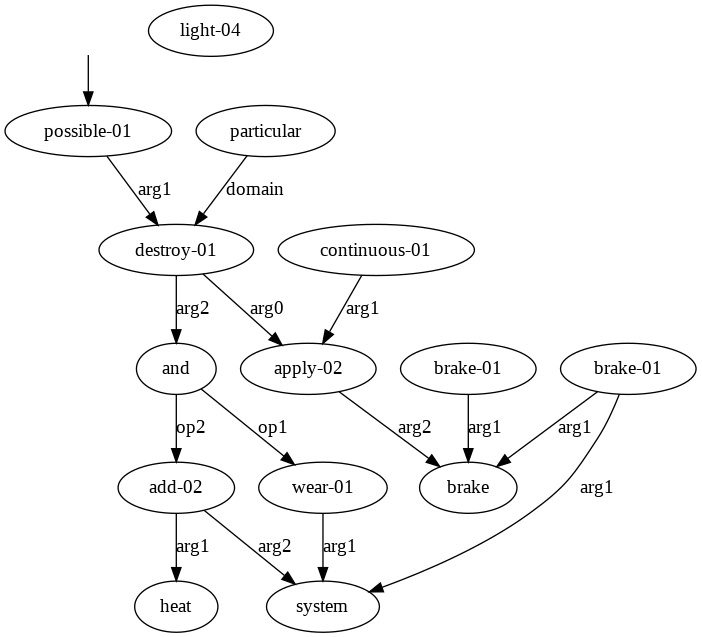 light-04
possible-01 particular
arg1 domain
destroy-01 continuous-01
arg2 arg0 arg1
and apply-02 brake-01 brake-01
op2 op1 arg2 arg1 arg1
add-02 wear-01 brake
arg1 arg2 arg1 arg1
heat system